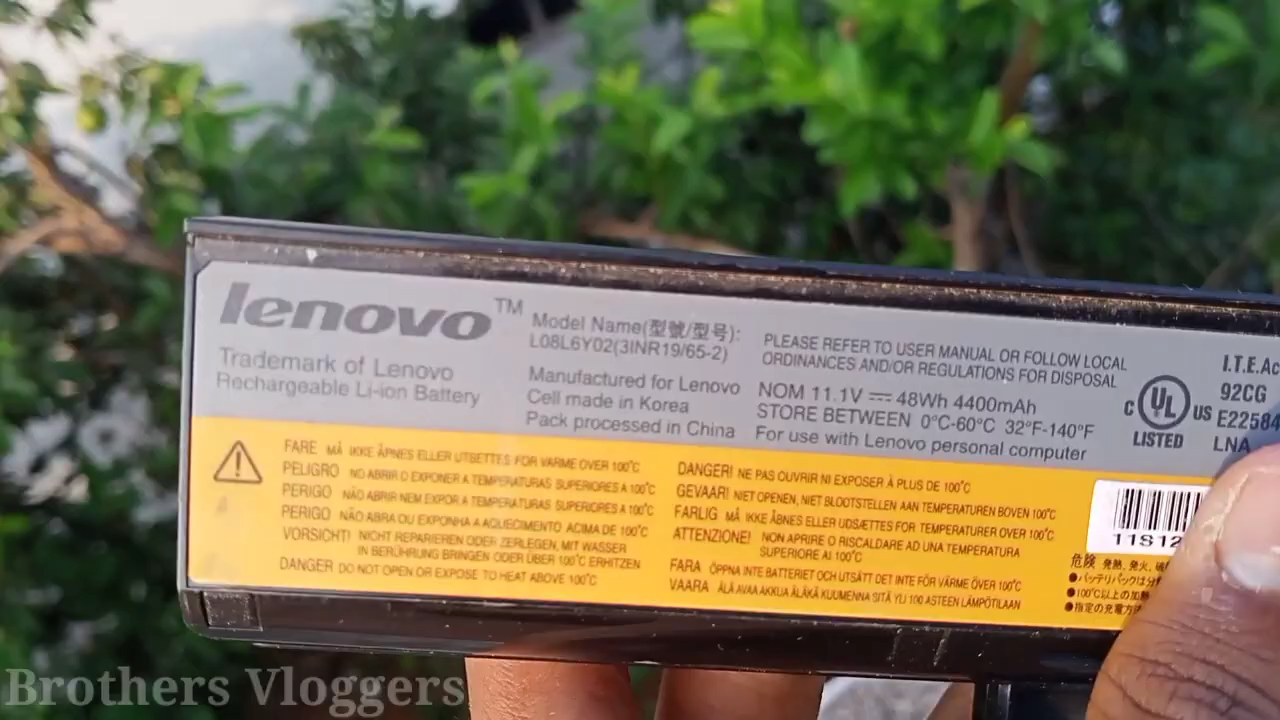 lenovo™
Trademark of Lenovo
Rechargeable Li-ion Battery
Model Name(型號/型号):
L08L6Y02(3INR19/65-2)
Manufactured for Lenovo
Cell made in Korea
Pack processed in China
PLEASE REFER TO USER MANUAL OR FOLLOW LOCAL
ORDINANCES AND/OR REGULATIONS FOR DISPOSAL
NOM 11.1V ⎓ 48Wh 4400mAh
STORE BETWEEN 0°C-60°C 32°F-140°F
For use with Lenovo personal computer
C UL US
LISTED
I.T.E.Ac
92CG
E22584
LNA
FARE MÅ IKKE ÅPNES ELLER UTSETTES FOR VARME OVER 100°C
PELIGRO NO ABRIR O EXPONER A TEMPERATURAS SUPERIORES A 100°C
PERIGO NÃO ABRIR NEM EXPOR A TEMPERATURAS SUPERIORES A 100°C
PERIGO NÃO ABRA OU EXPONHA A AQUECIMENTO ACIMA DE 100°C
VORSICHT! NICHT REPARIEREN ODER ZERLEGEN, MIT WASSER
IN BERÜHRUNG BRINGEN ODER ÜBER 100°C ERHITZEN
DANGER DO NOT OPEN OR EXPOSE TO HEAT ABOVE 100°C
DANGER! NE PAS OUVRIR NI EXPOSER À PLUS DE 100°C
GEVAAR! NIET OPENEN, NIET BLOOTSTELLEN AAN TEMPERATUREN BOVEN 100°C
FARLIG MÅ IKKE ÅBNES ELLER UDSÆTTES FOR TEMPERATURER OVER 100°C
ATTENZIONE! NON APRIRE O RISCALDARE AD UNA TEMPERATURA
SUPERIORE AI 100°C
FARA ÖPPNA INTE BATTERIET OCH UTSÄTT DET INTE FÖR VÄRME ÖVER 100°C
VAARA ÄLÄ AVAA AKKUA ÄLÄKÄ KUUMENNA SITÄ YLI 100 ASTEEN LÄMPÖTILAAN
11S12
危険 発熱、発火、破
●バッテリパックは分解
●100°C以上の加熱
●指定の充電方法
Brothers Vloggers